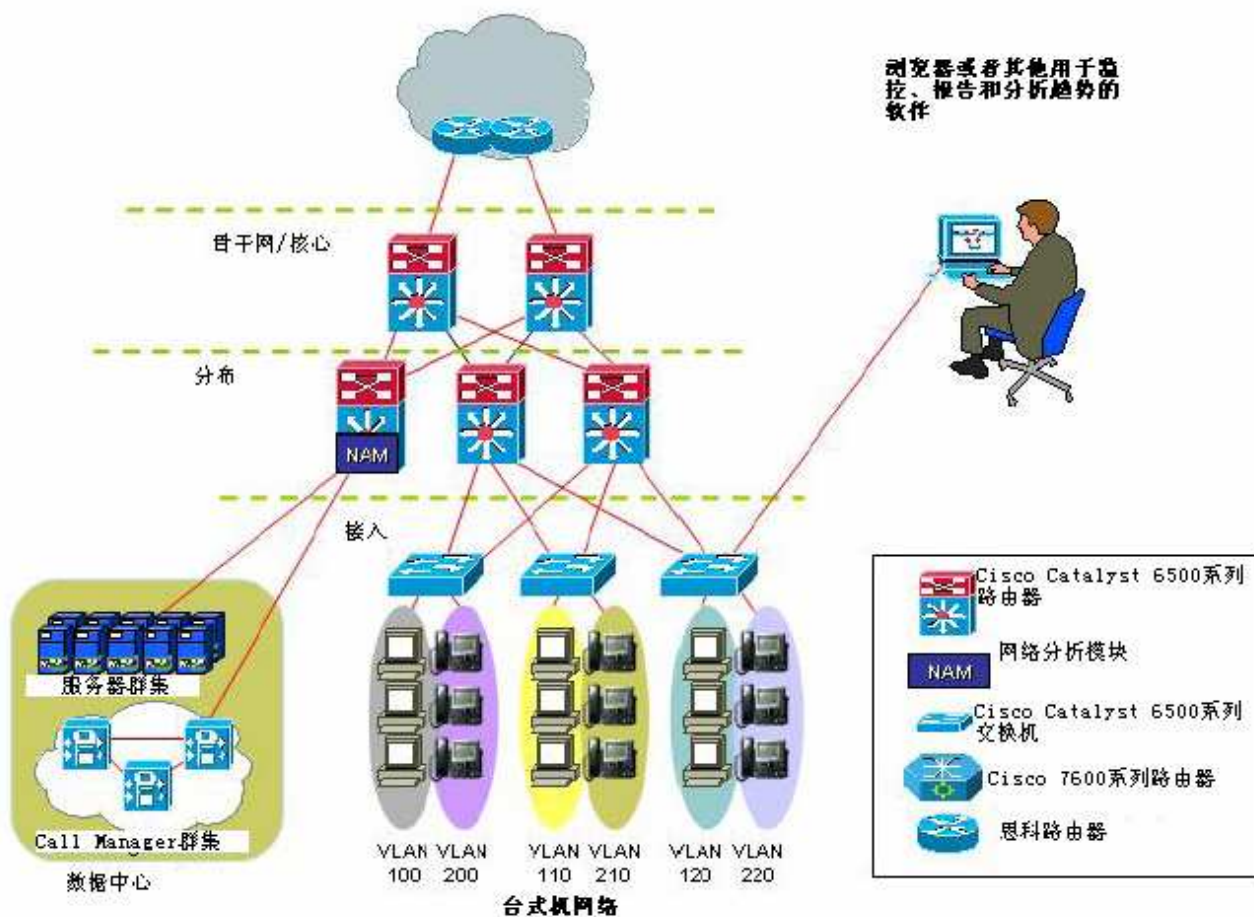 浏览器或者其他用于监
控、报告和分析趋势的
软件
骨干网/核心
分布
NAM
接入
服务器群集
Call Manager群集
数据中心
VLAN
100
VLAN
200
VLAN
110
VLAN
210
VLAN
120
VLAN
220
台式机网络
Cisco Catalyst 6500系列
路由器
NAM
网络分析模块
Cisco Catalyst 6500系列
交换机
Cisco 7600系列路由器
思科路由器